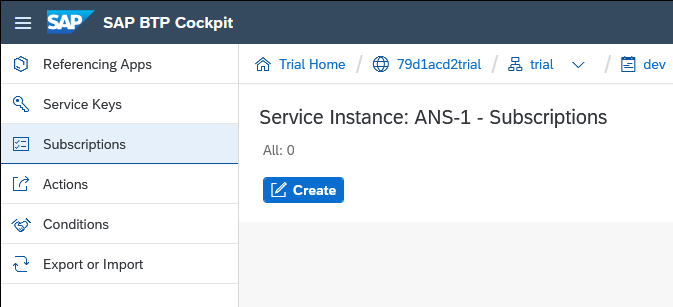 SAP SAP BTP Cockpit
Referencing Apps
Service Keys
Subscriptions
Actions
Conditions
Export or Import
Trial Home / 79d1acd2trial / trial / dev
Service Instance: ANS-1 - Subscriptions
All: 0
Create